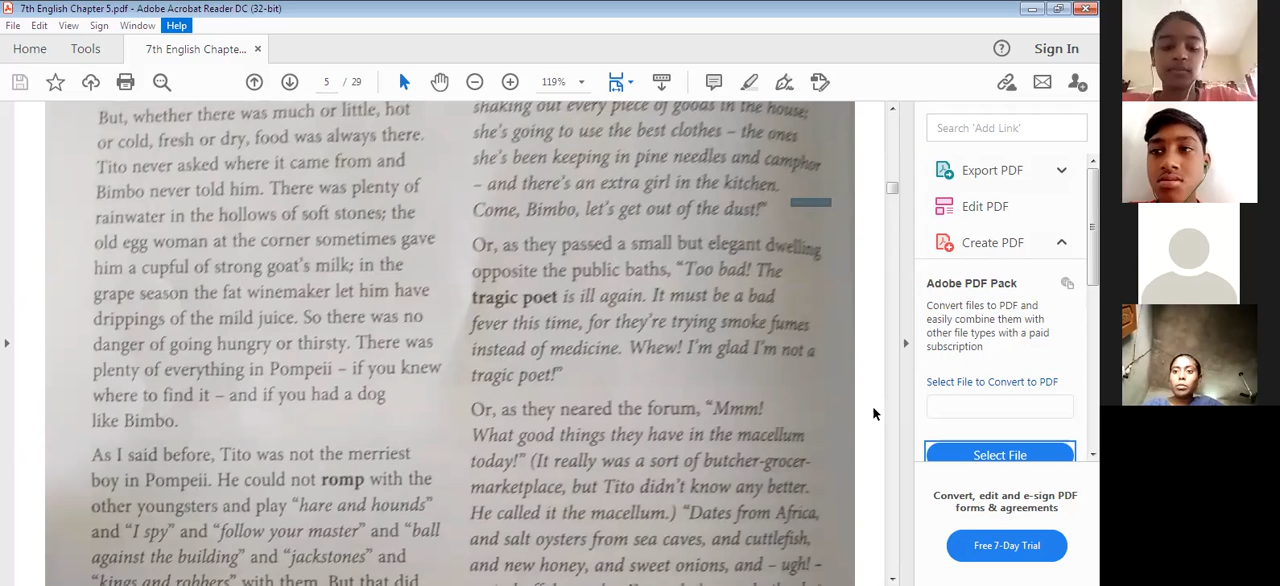 7th English Chapter 5.pdf - Adobe Acrobat Reader DC (32-bit)
File Edit View Sign Window Help
Home Tools 7th English Chapte... × Sign In
5 / 29 119%
But, whether there was much or little, hot
or cold, fresh or dry, food was always there.
Tito never asked where it came from and
Bimbo never told him. There was plenty of
rainwater in the hollows of soft stones; the
old egg woman at the corner sometimes gave
him a cupful of strong goat's milk; in the
grape season the fat winemaker let him have
drippings of the mild juice. So there was no
danger of going hungry or thirsty. There was
plenty of everything in Pompeii – if you knew
where to find it – and if you had a dog
like Bimbo.
As I said before, Tito was not the merriest
boy in Pompeii. He could not romp with the
other youngsters and play "hare and hounds"
and "I spy" and "follow your master" and "ball
against the building" and "jackstones" and
"kings and robbers" with them. But that did
shaking out every piece of goods in the house;
she's going to use the best clothes – the ones
she's been keeping in pine needles and camphor
– and there's an extra girl in the kitchen.
Come, Bimbo, let's get out of the dust!"
Or, as they passed a small but elegant dwelling
opposite the public baths, "Too bad! The
tragic poet is ill again. It must be a bad
fever this time, for they're trying smoke fumes
instead of medicine. Whew! I'm glad I'm not a
tragic poet!"
Or, as they neared the forum, "Mmm!
What good things they have in the macellum
today!" (It really was a sort of butcher-grocer-
marketplace, but Tito didn't know any better.
He called it the macellum.) "Dates from Africa,
and salt oysters from sea caves, and cuttlefish,
and new honey, and sweet onions, and – ugh! –
Search 'Add Link'
Export PDF
Edit PDF
Create PDF
Adobe PDF Pack
Convert files to PDF and
easily combine them with
other file types with a paid
subscription
Select File to Convert to PDF
Select File
Convert, edit and e-sign PDF
forms & agreements
Free 7-Day Trial